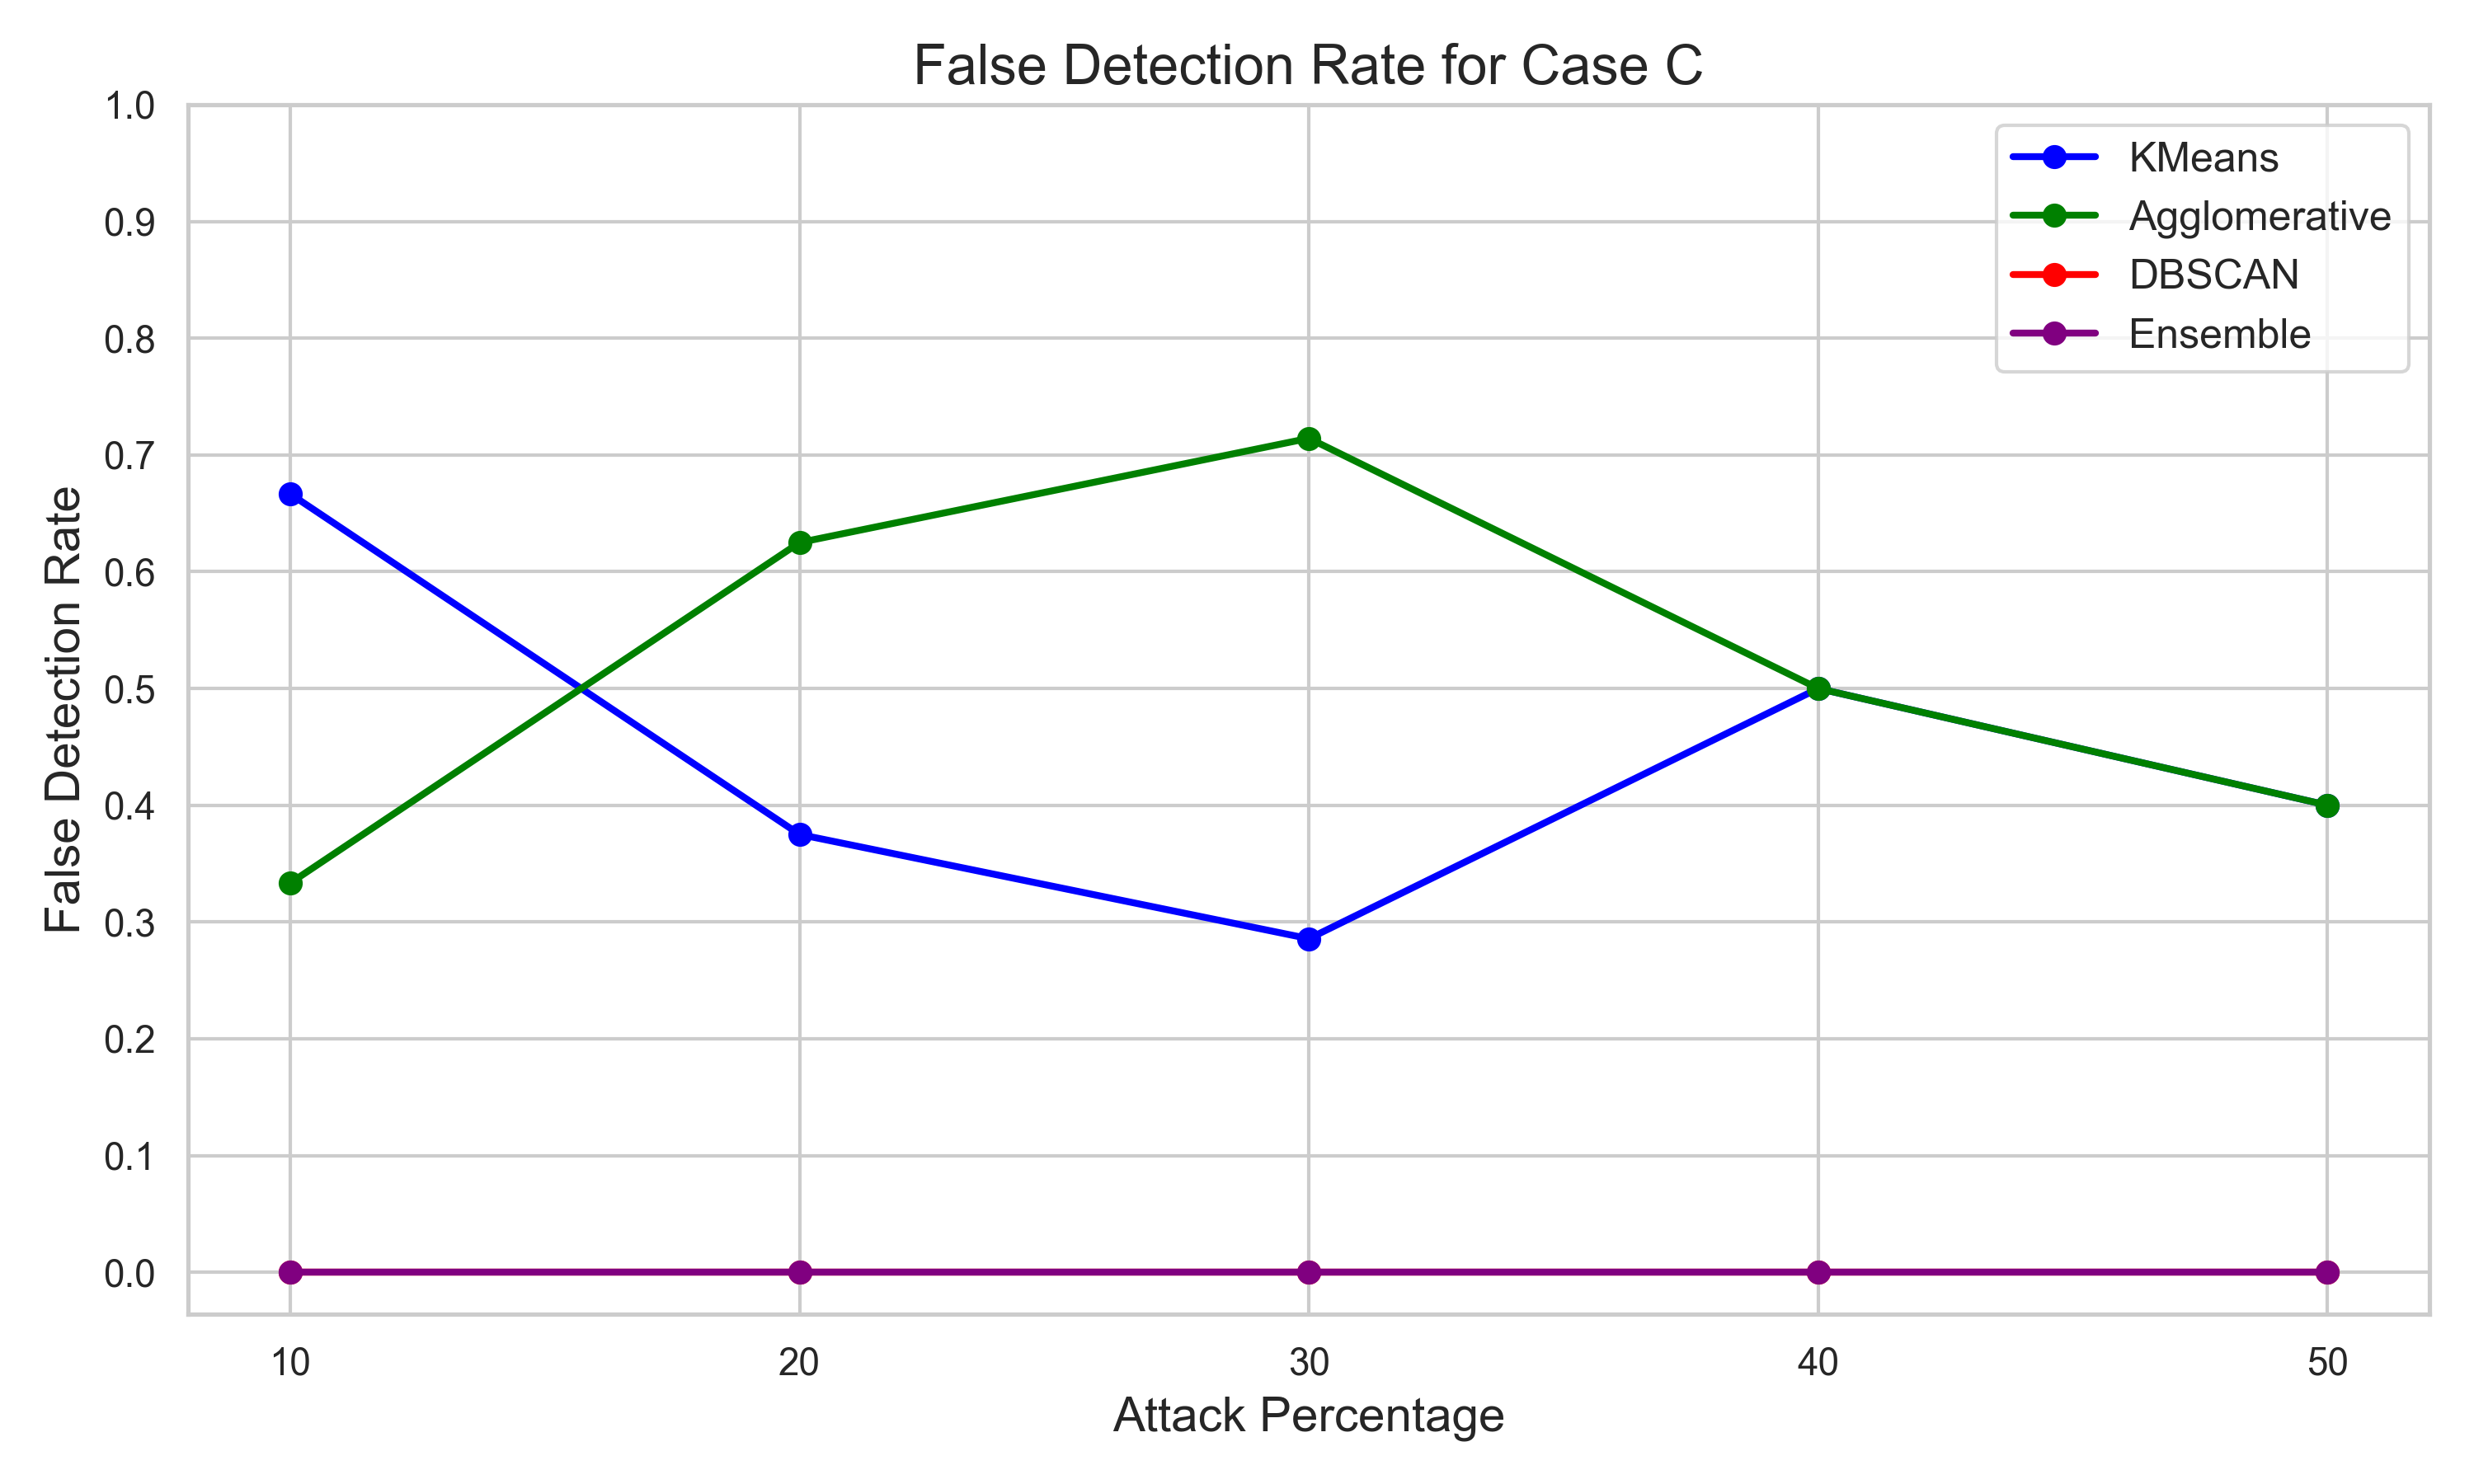 False Detection Rate for Case C
1.0
0.9
0.8
0.7
0.6
0.5
0.4
0.3
0.2
0.1
0.0
False Detection Rate
KMeans
Agglomerative
DBSCAN
Ensemble
10 20 30 40 50
Attack Percentage